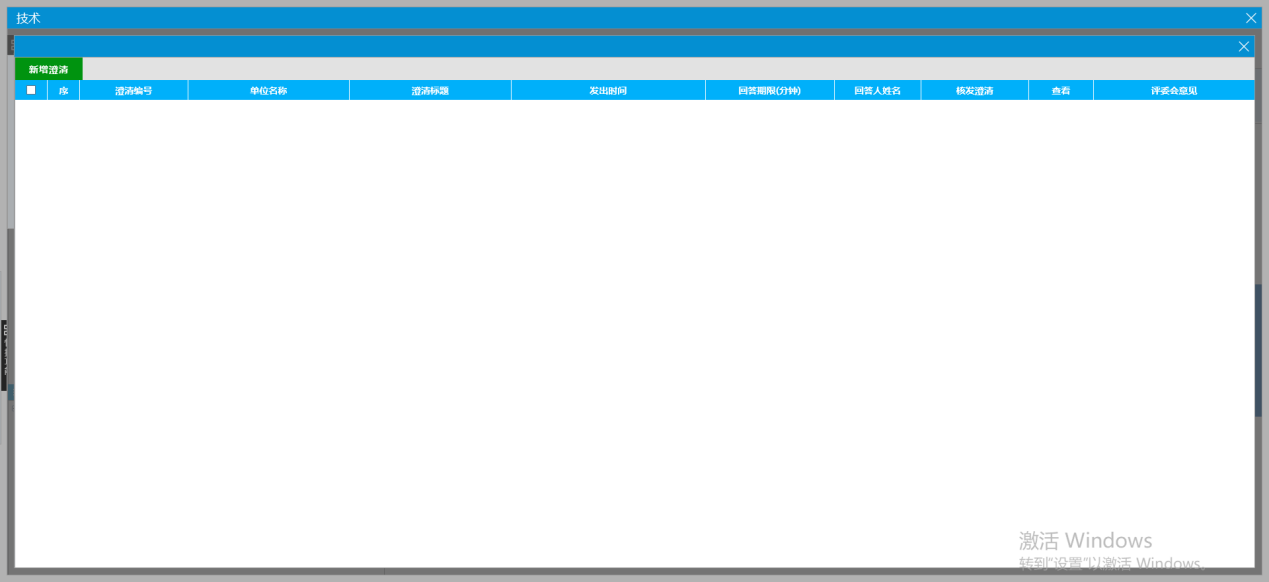 技术
新增澄清
序 澄清编号 单位名称 澄清标题 发出时间 回答期限(分钟) 回答人姓名 核发澄清 查看 评委会意见
激活 Windows
转到"设置"以激活 Windows。